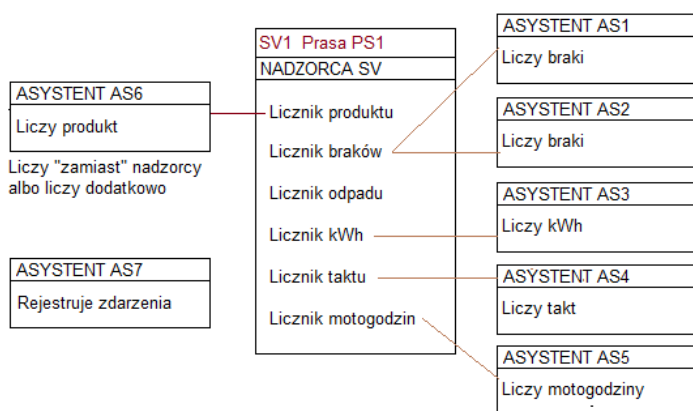 ASYSTENT AS6
Liczy produkt
Liczy "zamiast" nadzorcy
albo liczy dodatkowo
ASYSTENT AS7
Rejestruje zdarzenia
SV1 Prasa PS1
NADZORCA SV
Licznik produktu
Licznik braków
Licznik odpadu
Licznik kWh
Licznik taktu
Licznik motogodzin
ASYSTENT AS1
Liczy braki
ASYSTENT AS2
Liczy braki
ASYSTENT AS3
Liczy kWh
ASYSTENT AS4
Liczy takt
ASYSTENT AS5
Liczy motogodziny